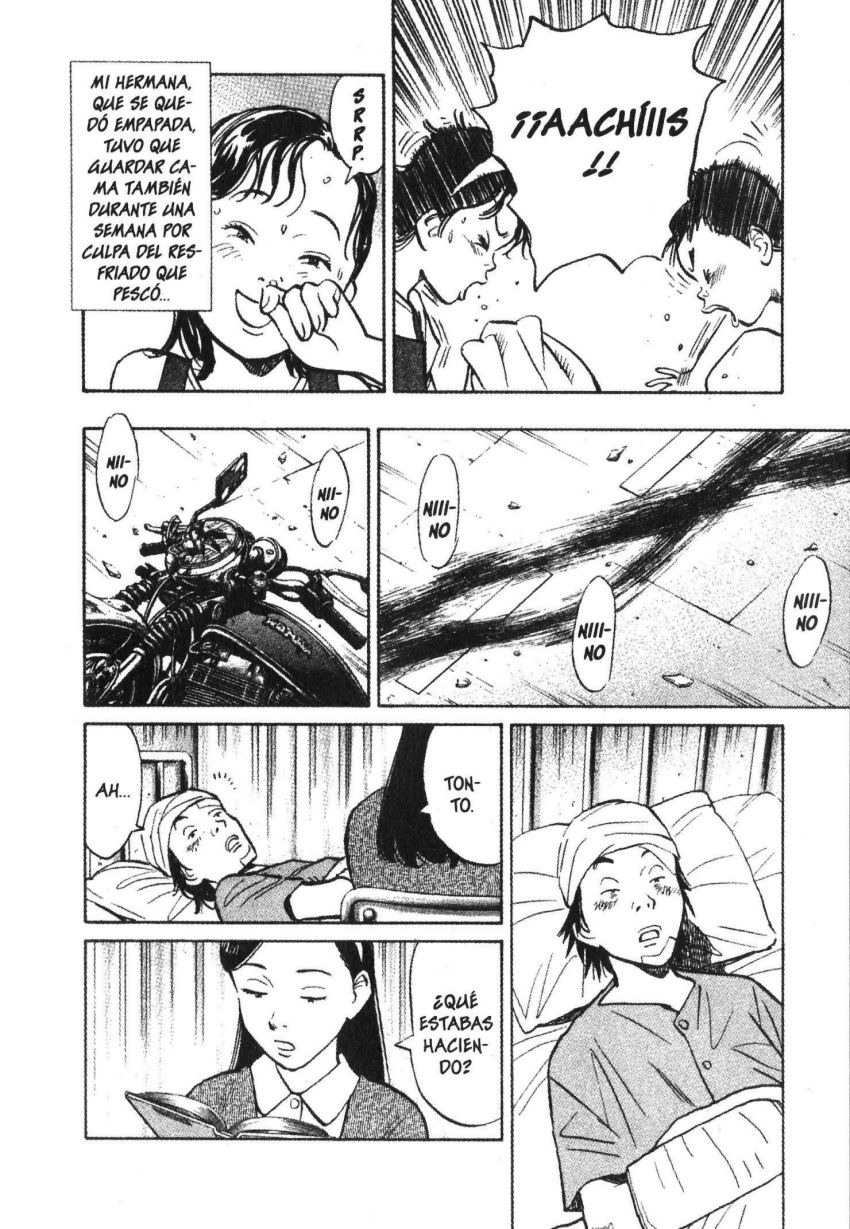 MI HERMANA,
QUE SE QUE-
DÓ EMPAPADA,
TUVO QUE
GUARDAR CA-
MA TAMBIÉN
DURANTE UNA
SEMANA POR
CULPA DEL RES-
FRIADO QUE
PESCÓ...
SRRP.
¡¡AACHÍIIS
!!
NII-
NO
NII-
NO
NIII-
NO
NIII-
NO
NIII-
NO
AH...
TON-
TO.
¿QUÉ
ESTABAS
HACIEN-
DO?